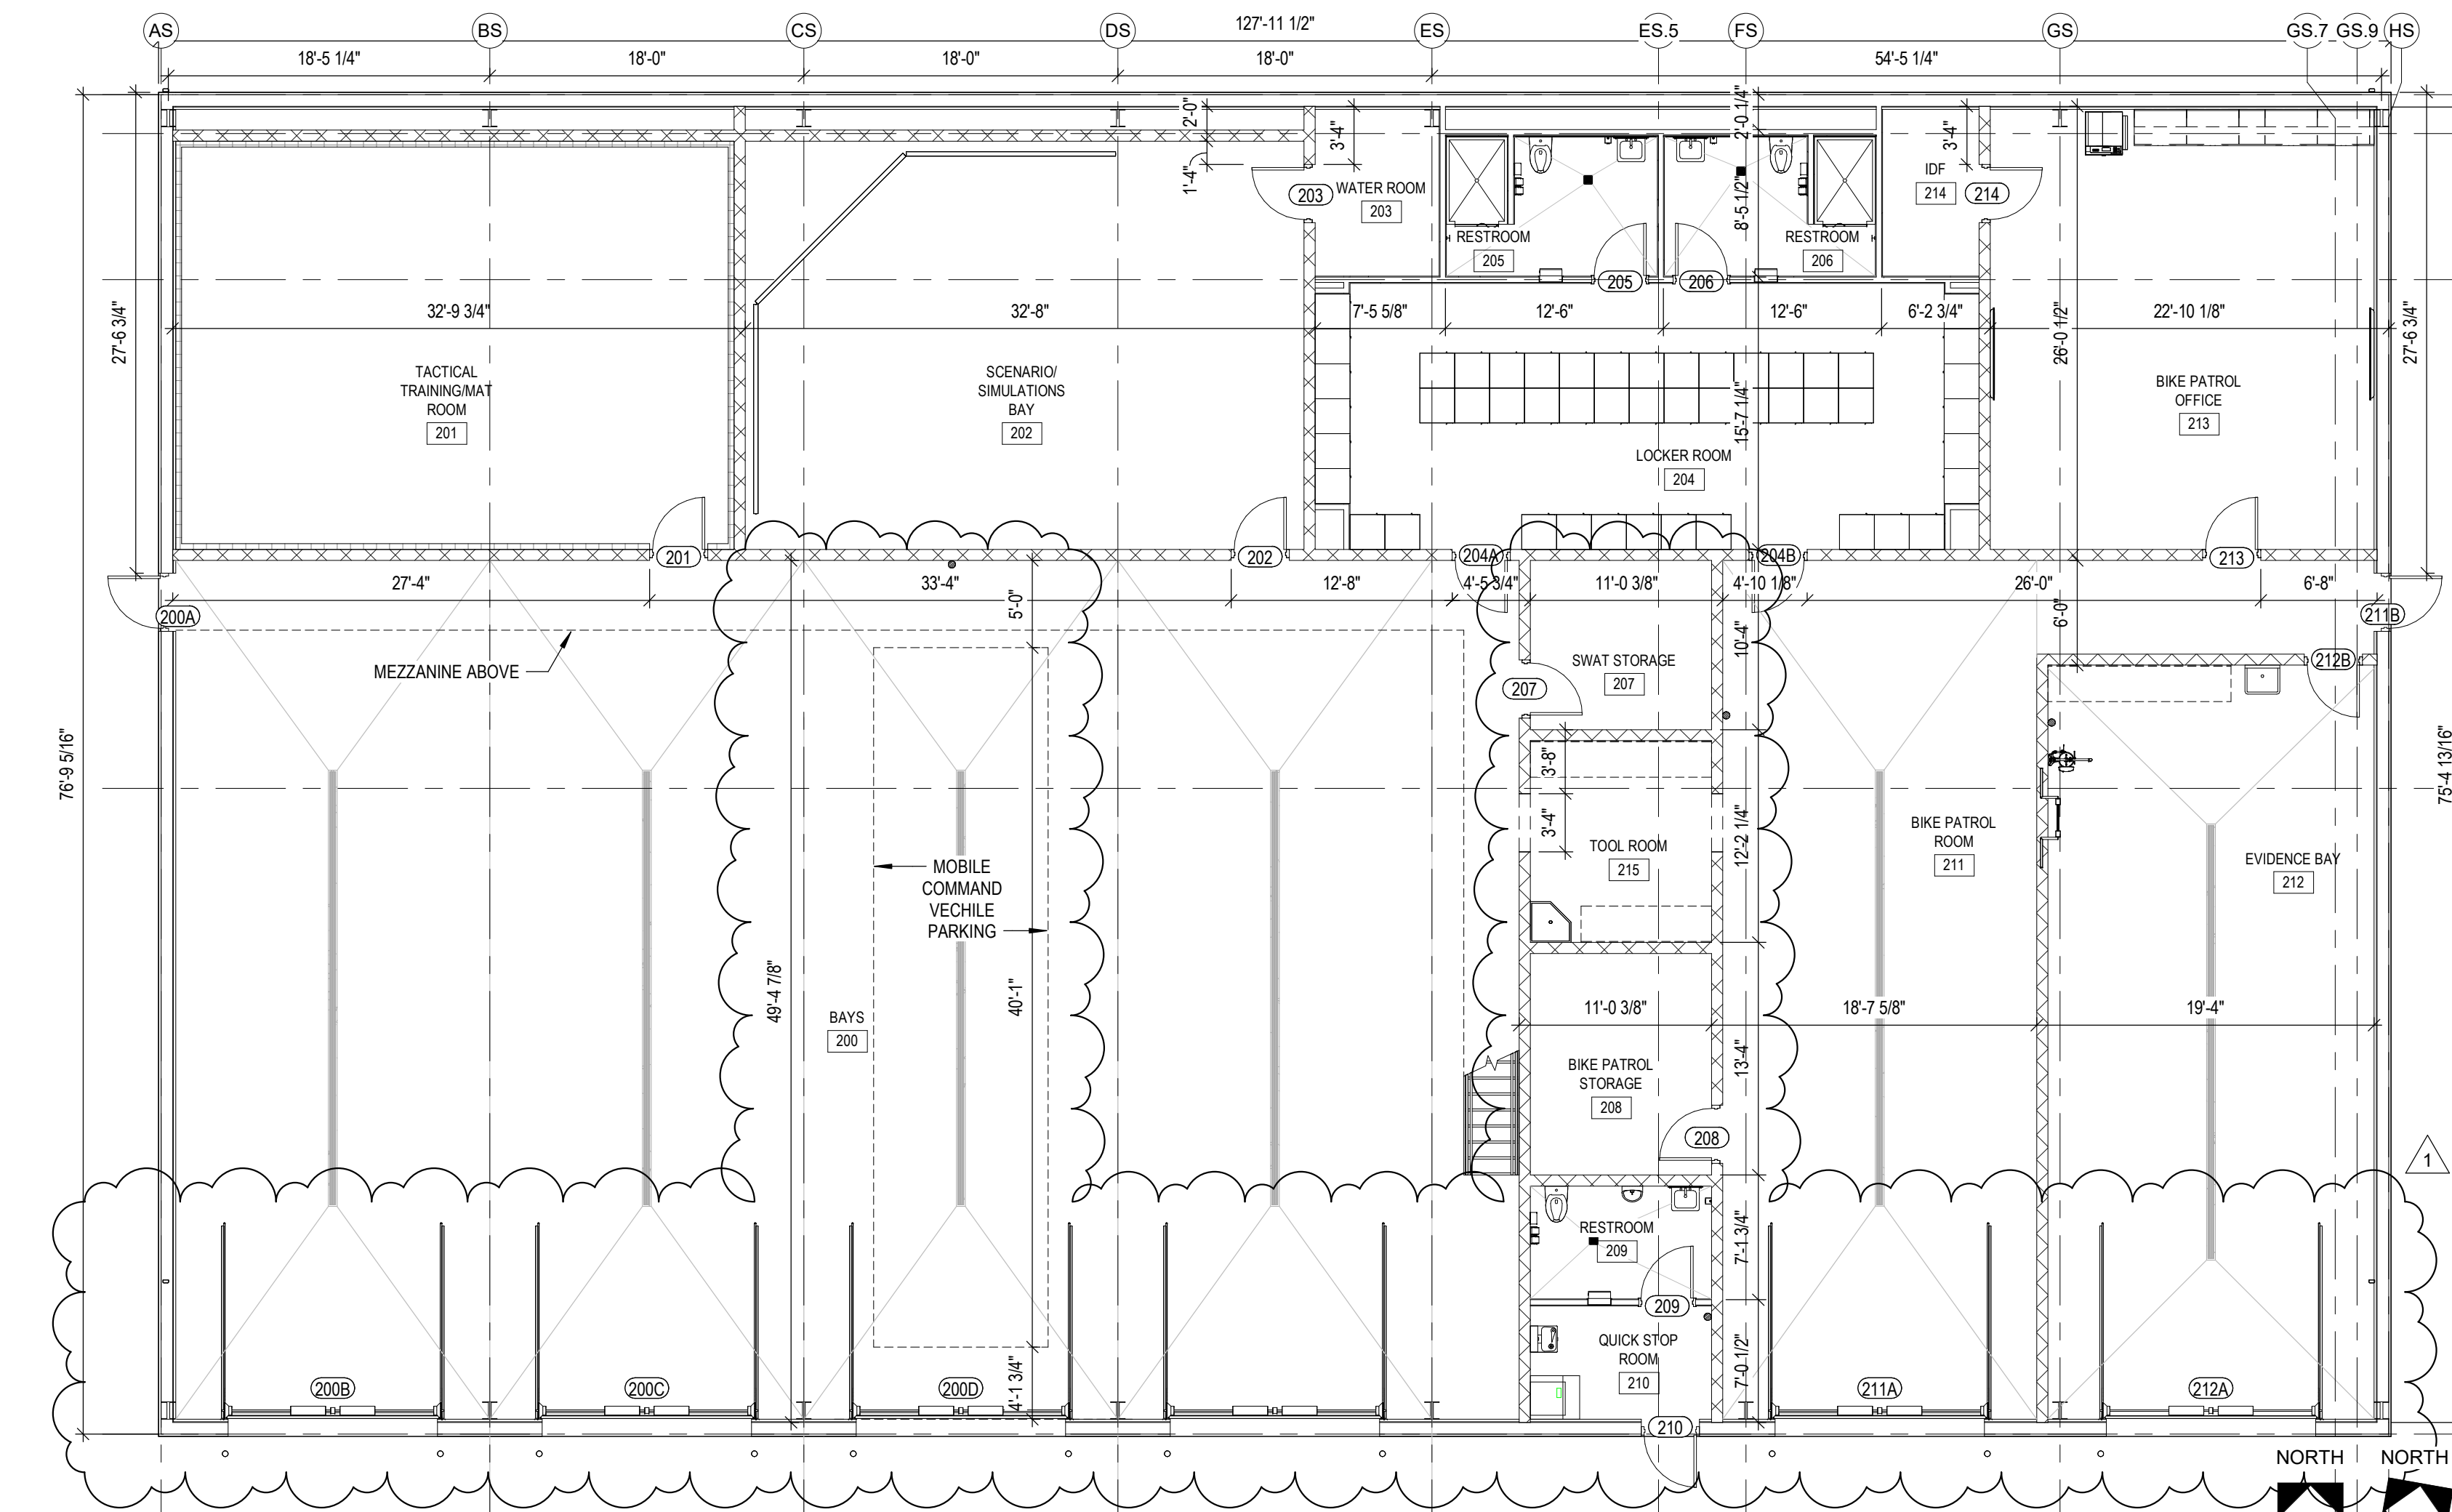 AS BS CS DS ES ES.5 FS GS GS.7 GS.9 HS
127'-11 1/2"
18'-5 1/4" 18'-0" 18'-0" 18'-0" 54'-5 1/4"
2'-0"
3'-4"
1'-4"
2'-0 1/4"
8'-5 1/2"
3'-4"
203
WATER ROOM
203
RESTROOM
205
RESTROOM
206
IDF
214
214
205
206
27'-6 3/4"
32'-9 3/4" 32'-8" 7'-5 5/8" 12'-6" 12'-6" 6'-2 3/4" 22'-10 1/8"
26'-0 1/2"
27'-6 3/4"
TACTICAL
TRAINING/MAT
ROOM
201
SCENARIO/
SIMULATIONS
BAY
202
15'-7 1/4"
LOCKER ROOM
204
BIKE PATROL
OFFICE
213
201
202
204A
204B
213
27'-4" 33'-4" 12'-8" 4'-5 3/4" 11'-0 3/8" 4'-10 1/8" 26'-0" 6'-8"
5'-0"
6'-0"
200A
211B
MEZZANINE ABOVE
10'-4"
SWAT STORAGE
207
207
212B
76'-9 5/16"
75'-4 13/16"
3'-8"
3'-4"
12'-2 1/4"
TOOL ROOM
215
BIKE PATROL
ROOM
211
EVIDENCE BAY
212
MOBILE
COMMAND
VECHILE
PARKING
49'-4 7/8"
40'-1"
BAYS
200
11'-0 3/8" 18'-7 5/8" 19'-4"
BIKE PATROL
STORAGE
208
13'-4"
208
1
RESTROOM
209
7'-1 3/4"
209
QUICK STOP
ROOM
210
7'-0 1/2"
4'-1 3/4"
200B 200C 200D 211A 212A
210
NORTH NORTH